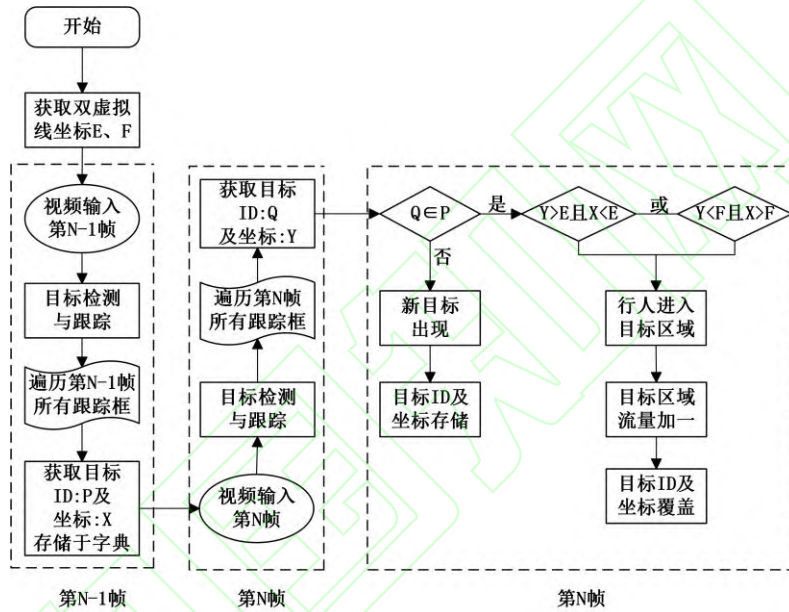 开始
获取双虚拟
线坐标E、F
视频输入
第N-1帧
目标检测
与跟踪
遍历第N-1帧
所有跟踪框
获取目标
ID:P及
坐标:X
存储于字典
第N-1帧
获取目标
ID:Q
及坐标:Y
遍历第N帧
所有跟踪框
目标检测
与跟踪
视频输入
第N帧
第N帧
Q∈P
是
Y>E且X<E
或
Y<F且X>F
否
新目标
出现
目标ID及
坐标存储
行人进入
目标区域
目标区域
流量加一
目标ID及
坐标覆盖
第N帧